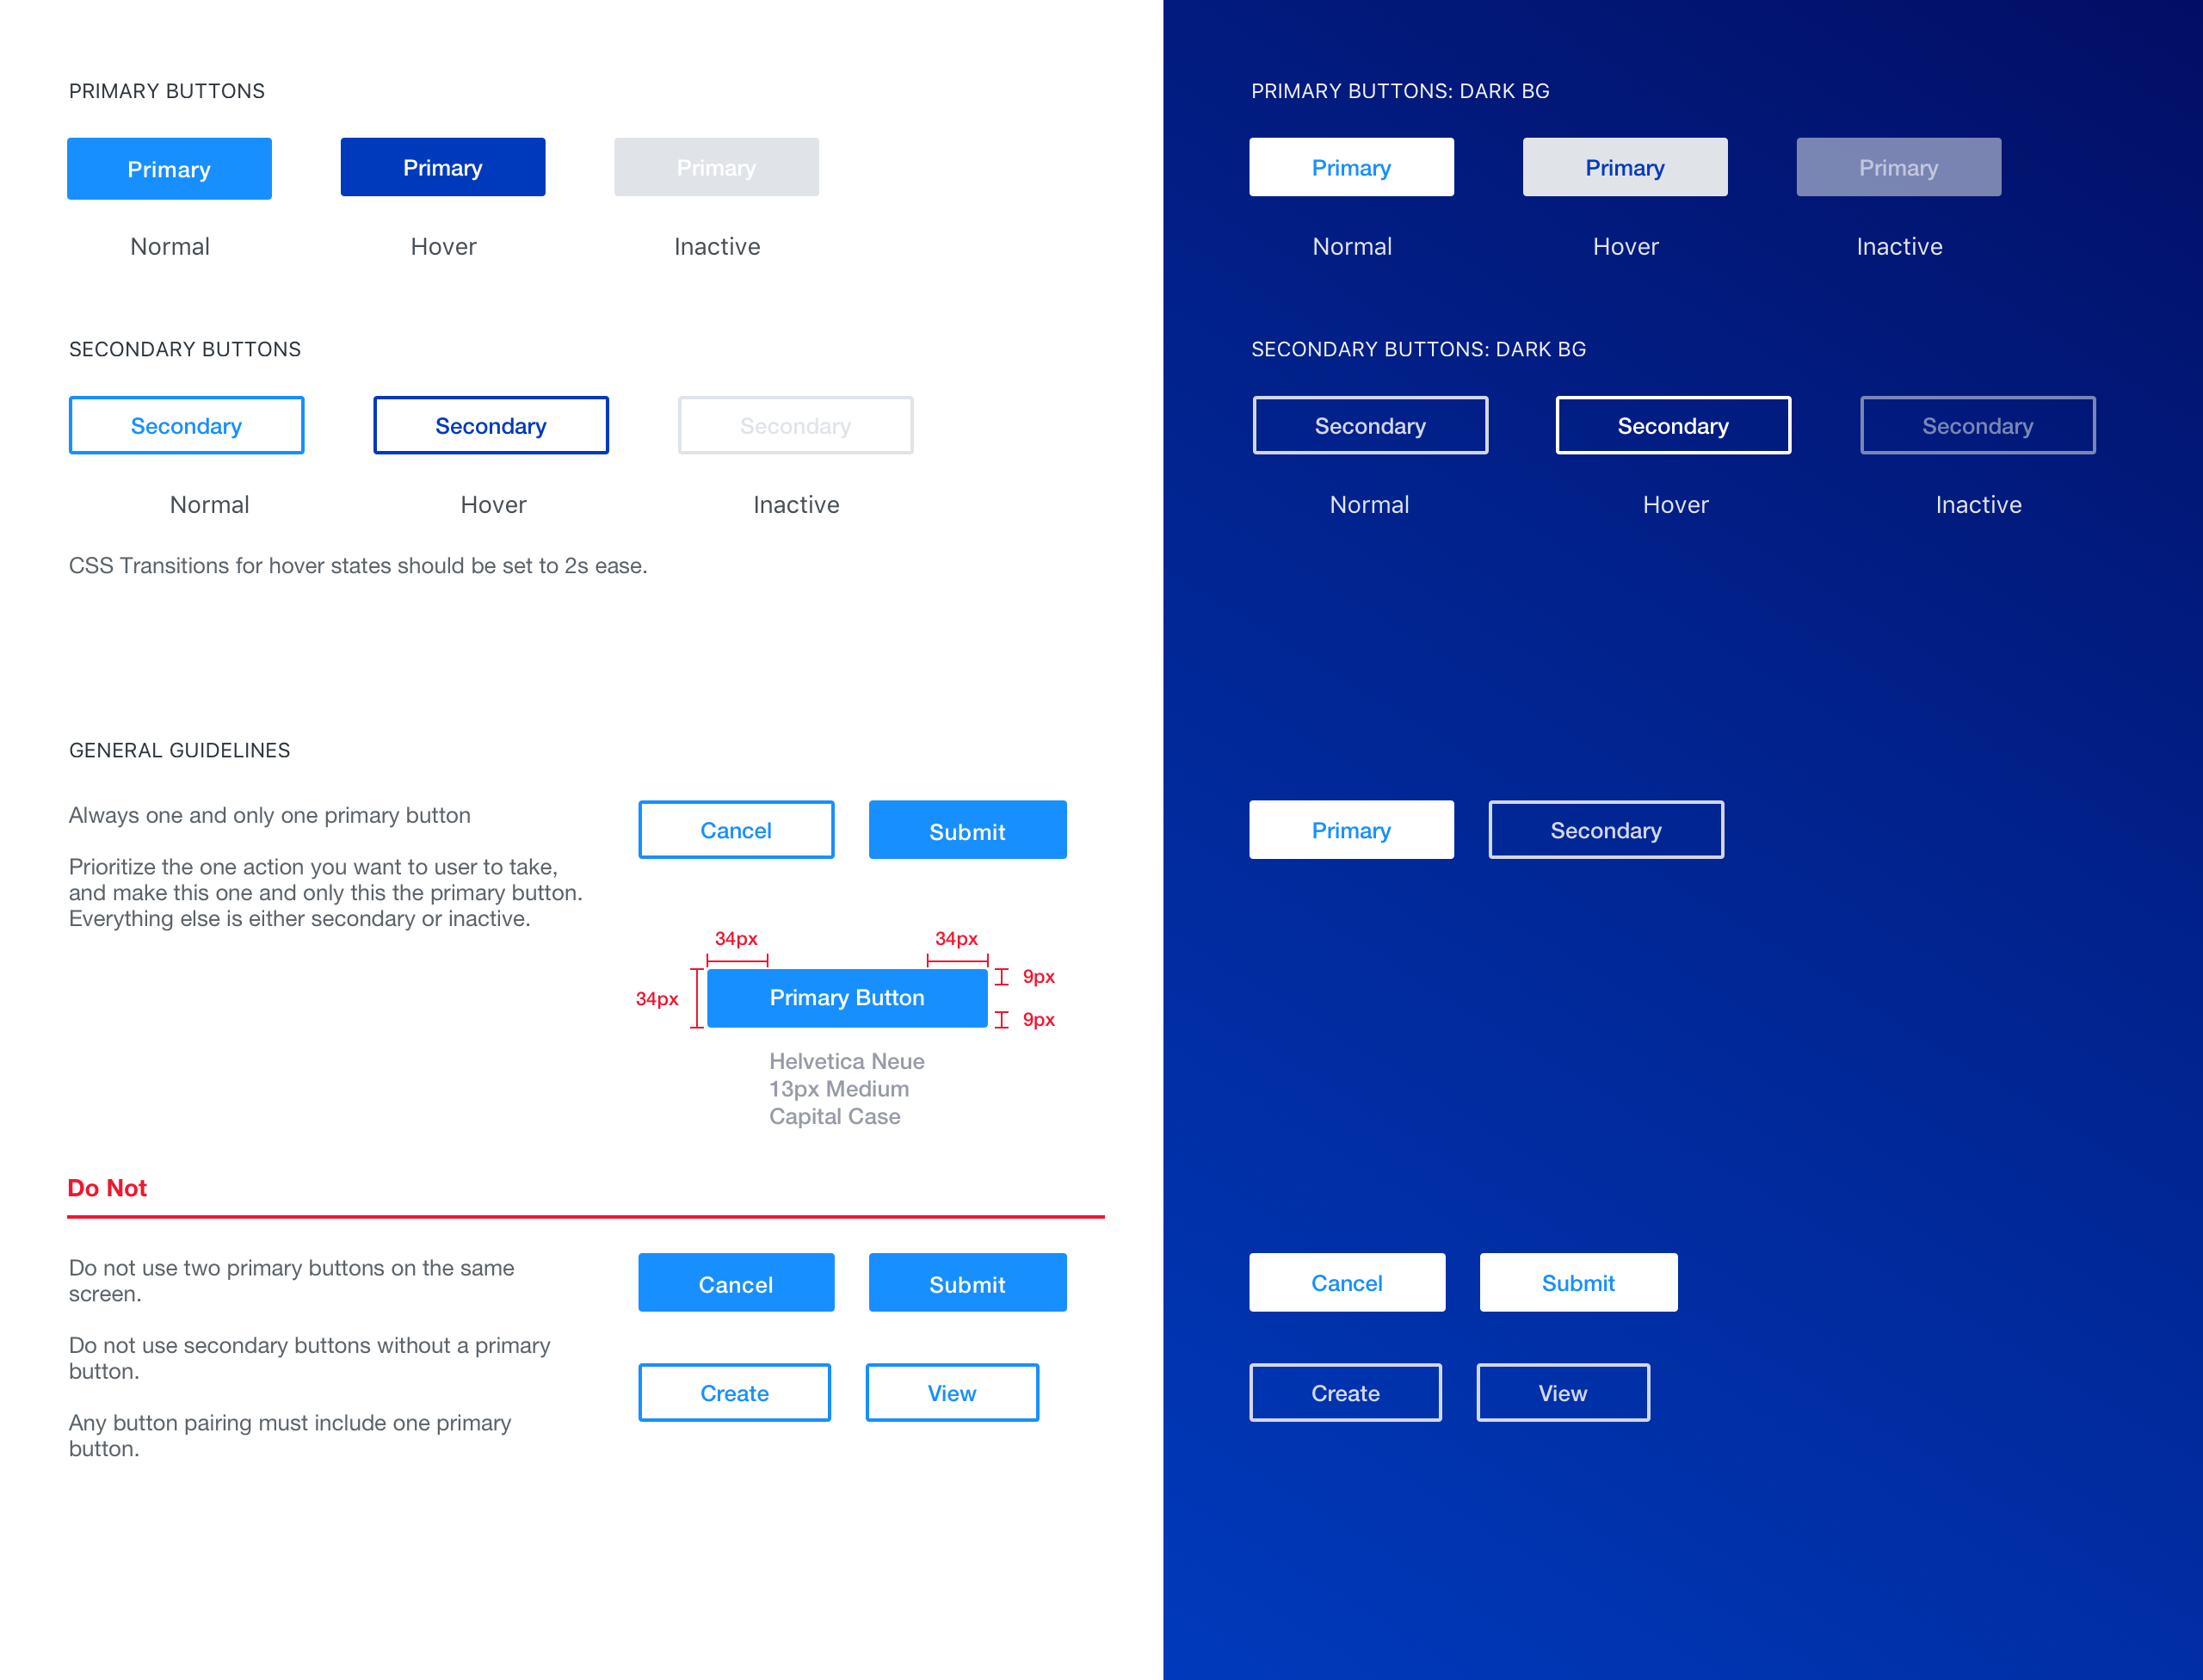 PRIMARY BUTTONS
Primary
Primary
Primary
Normal
Hover
Inactive
SECONDARY BUTTONS
Secondary
Secondary
Secondary
Normal
Hover
Inactive
CSS Transitions for hover states should be set to 2s ease.
GENERAL GUIDELINES
Always one and only one primary button
Prioritize the one action you want to user to take,
and make this one and only this the primary button.
Everything else is either secondary or inactive.
Cancel
Submit
34px
34px
34px
9px
9px
Primary Button
Helvetica Neue
13px Medium
Capital Case
Do Not
Do not use two primary buttons on the same
screen.
Do not use secondary buttons without a primary
button.
Any button pairing must include one primary
button.
Cancel
Submit
Create
View
PRIMARY BUTTONS: DARK BG
Primary
Primary
Primary
Normal
Hover
Inactive
SECONDARY BUTTONS: DARK BG
Secondary
Secondary
Secondary
Normal
Hover
Inactive
Primary
Secondary
Cancel
Submit
Create
View